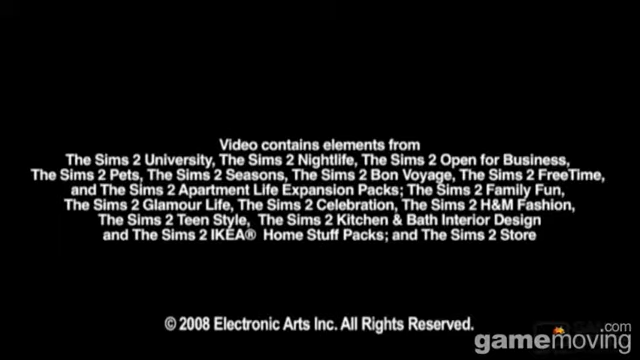 Video contains elements from
The Sims 2 University, The Sims 2 Nightlife, The Sims 2 Open for Business,
The Sims 2 Pets, The Sims 2 Seasons, The Sims 2 Bon Voyage, The Sims 2 FreeTime,
and The Sims 2 Apartment Life Expansion Packs; The Sims 2 Family Fun,
The Sims 2 Glamour Life, The Sims 2 Celebration, The Sims 2 H&M Fashion,
The Sims 2 Teen Style, The Sims 2 Kitchen & Bath Interior Design
and The Sims 2 IKEA® Home Stuff Packs; and The Sims 2 Store
© 2008 Electronic Arts Inc. All Rights Reserved.
.com
gamemoving